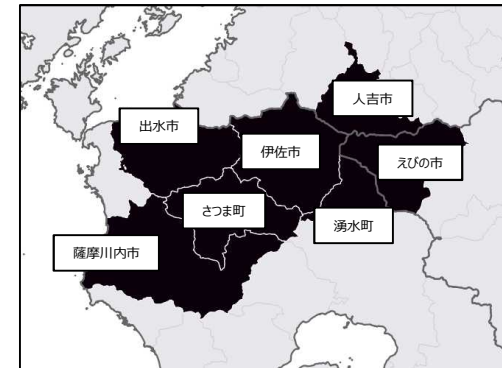 人吉市
出水市
伊佐市
えびの市
さつま町
湧水町
薩摩川内市